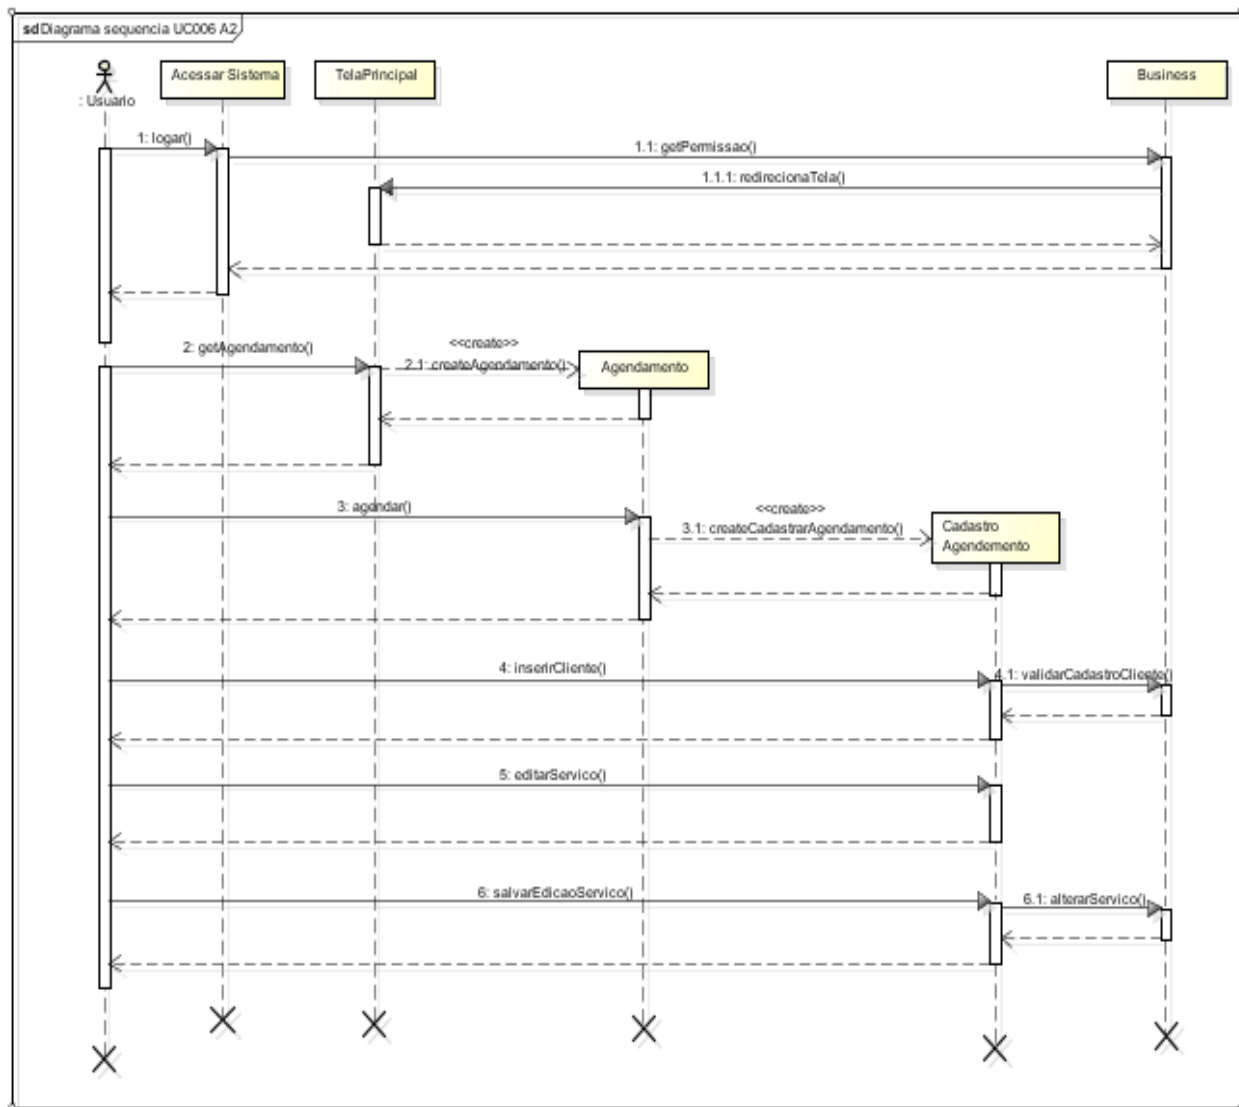 sd Diagrama sequencia UC006 A2
: Usuario
Acessar Sistema
TelaPrincipal
Business
1: logar()
1.1: getPermissao()
1.1.1: redirecionaTela()
2: getAgendamento()
<<create>>
2.1: createAgendamento()
Agendamento
3: agendar()
<<create>>
3.1: createCadastrarAgendamento()
Cadastro
Agendemento
4: inserirCliente()
4.1: validarCadastroCliente()
5: editarServico()
6: salvarEdicaoServico()
6.1: alterarServico()